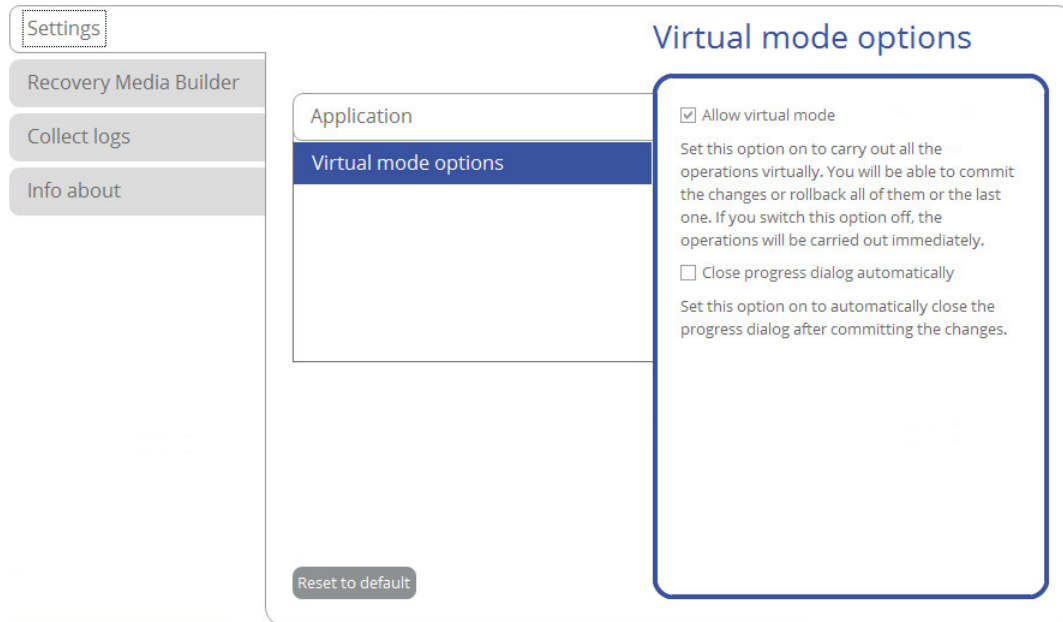 Settings
Recovery Media Builder
Collect logs
Info about
Application
Virtual mode options
Reset to default
Virtual mode options
Allow virtual mode
Set this option on to carry out all the
operations virtually. You will be able to commit
the changes or rollback all of them or the last
one. If you switch this option off, the
operations will be carried out immediately.
Close progress dialog automatically
Set this option on to automatically close the
progress dialog after committing the changes.